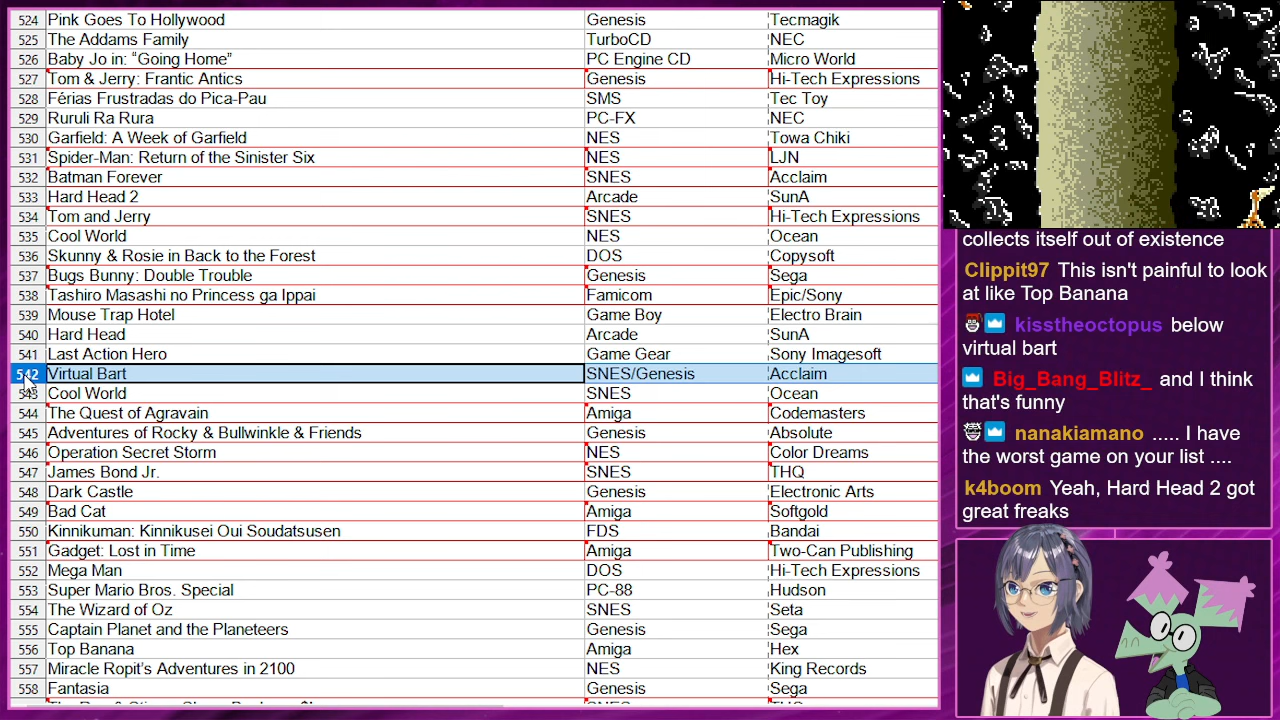 524 Pink Goes To Hollywood Genesis Tecmagik
525 The Addams Family TurboCD NEC
526 Baby Jo in: “Going Home” PC Engine CD Micro World
527 Tom & Jerry: Frantic Antics Genesis Hi-Tech Expressions
528 Férias Frustradas do Pica-Pau SMS Tec Toy
529 Ruruli Ra Rura PC-FX NEC
530 Garfield: A Week of Garfield NES Towa Chiki
531 Spider-Man: Return of the Sinister Six NES LJN
532 Batman Forever SNES Acclaim
533 Hard Head 2 Arcade SunA
534 Tom and Jerry SNES Hi-Tech Expressions
535 Cool World NES Ocean
536 Skunny & Rosie in Back to the Forest DOS Copysoft
537 Bugs Bunny: Double Trouble Genesis Sega
538 Tashiro Masashi no Princess ga Ippai Famicom Epic/Sony
539 Mouse Trap Hotel Game Boy Electro Brain
540 Hard Head Arcade SunA
541 Last Action Hero Game Gear Sony Imagesoft
542 Virtual Bart SNES/Genesis Acclaim
543 Cool World SNES Ocean
544 The Quest of Agravain Amiga Codemasters
545 Adventures of Rocky & Bullwinkle & Friends Genesis Absolute
546 Operation Secret Storm NES Color Dreams
547 James Bond Jr. SNES THQ
548 Dark Castle Genesis Electronic Arts
549 Bad Cat Amiga Softgold
550 Kinnikuman: Kinnikusei Oui Soudatsusen FDS Bandai
551 Gadget: Lost in Time Amiga Two-Can Publishing
552 Mega Man DOS Hi-Tech Expressions
553 Super Mario Bros. Special PC-88 Hudson
554 The Wizard of Oz SNES Seta
555 Captain Planet and the Planeteers Genesis Sega
556 Top Banana Amiga Hex
557 Miracle Ropit's Adventures in 2100 NES King Records
558 Fantasia Genesis Sega
collects itself out of existence
Clippit97 This isn't painful to look
at like Top Banana
kisstheoctopus below
virtual bart
Big_Bang_Blitz_ and I think
that's funny
nanakiamano ..... I have
the worst game on your list ....
k4boom Yeah, Hard Head 2 got
great freaks